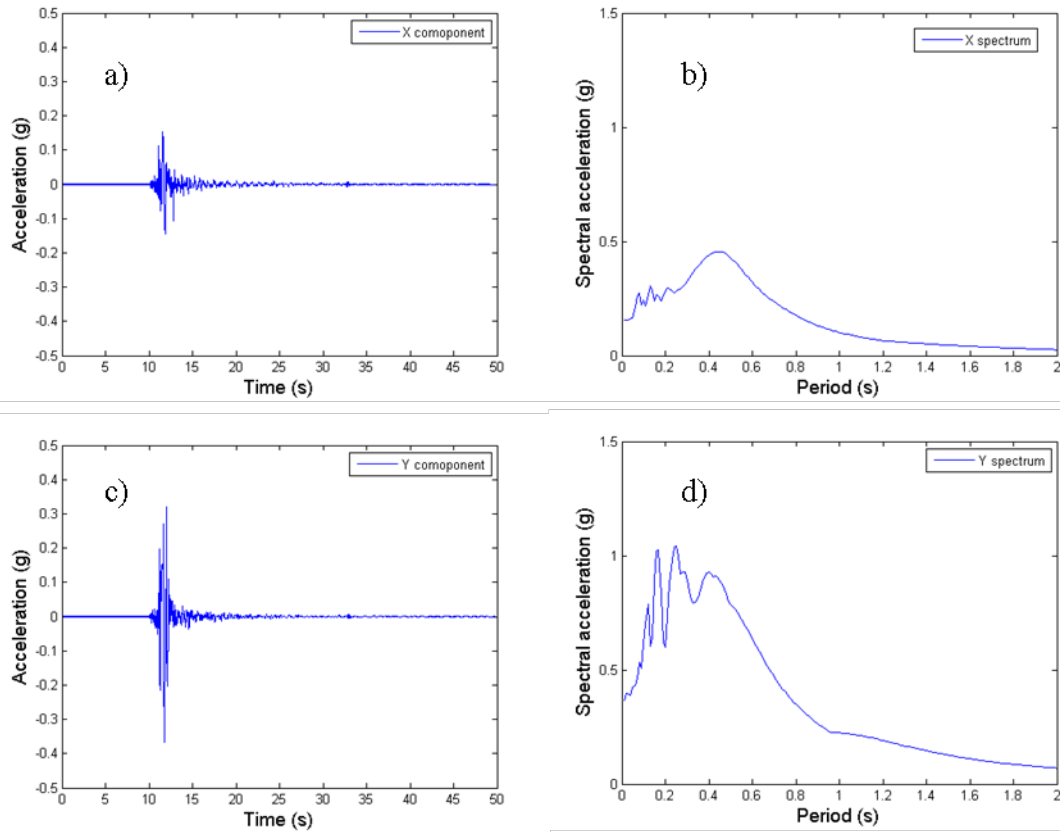 0.5
0.4
0.3
0.2
0.1
0
-0.1
-0.2
-0.3
-0.4
-0.5
Acceleration (g)
a)
X comoponent
0 5 10 15 20 25 30 35 40 45 50
Time (s)
1.5
1
0.5
0
Spectral acceleration (g)
b)
X spectrum
0 0.2 0.4 0.6 0.8 1 1.2 1.4 1.6 1.8 2
Period (s)
0.5
0.4
0.3
0.2
0.1
0
-0.1
-0.2
-0.3
-0.4
-0.5
Acceleration (g)
c)
Y comoponent
0 5 10 15 20 25 30 35 40 45 50
Time (s)
1.5
1
0.5
0
Spectral acceleration (g)
d)
Y spectrum
0 0.2 0.4 0.6 0.8 1 1.2 1.4 1.6 1.8 2
Period (s)